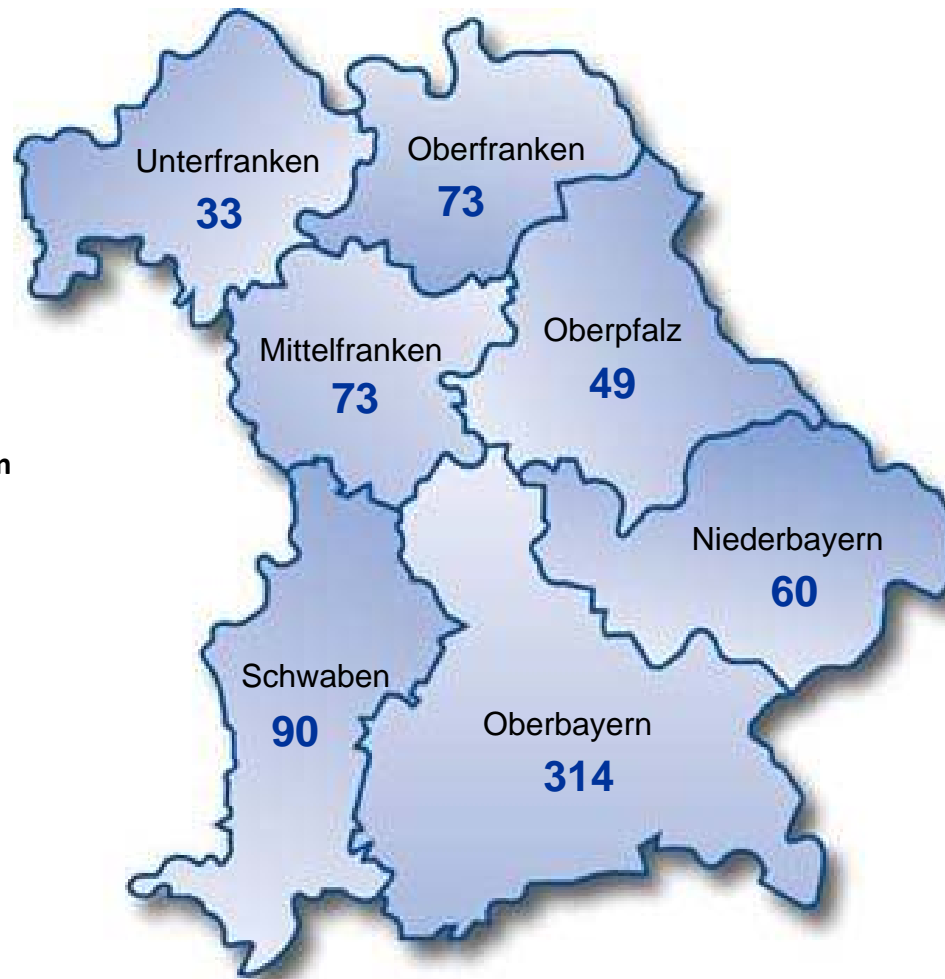 Unterfranken
33
Oberfranken
73
Mittelfranken
73
Oberpfalz
49
n
Niederbayern
60
Schwaben
90
Oberbayern
314